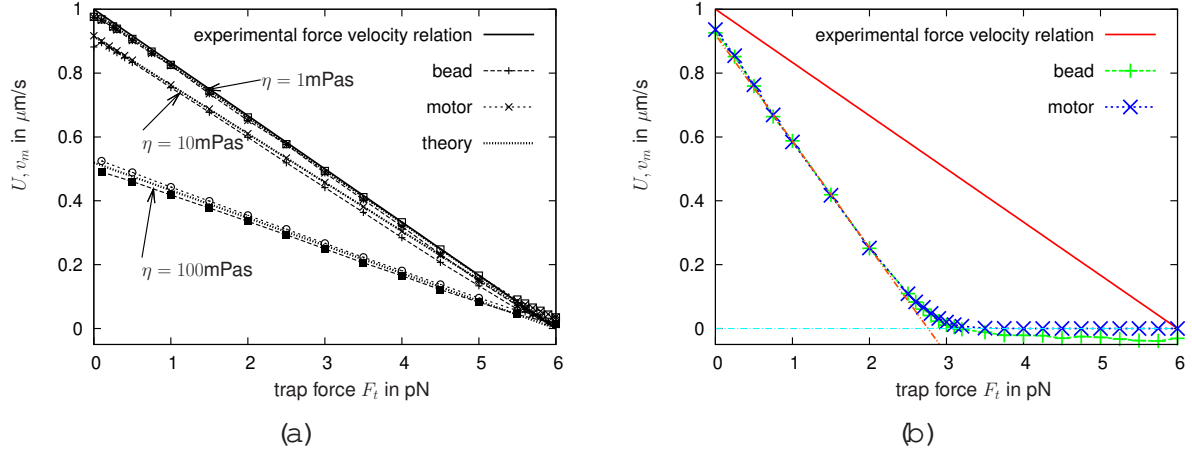 1
0.8
0.6
0.4
0.2
0
U, v_m in μm/s
experimental force velocity relation
bead
motor
theory
η = 1mPas
η = 10mPas
η = 100mPas
0 1 2 3 4 5 6
trap force F_t in pN
(a)
1
0.8
0.6
0.4
0.2
0
U, v_m in μm/s
experimental force velocity relation
bead
motor
0 1 2 3 4 5 6
trap force F_t in pN
(b)